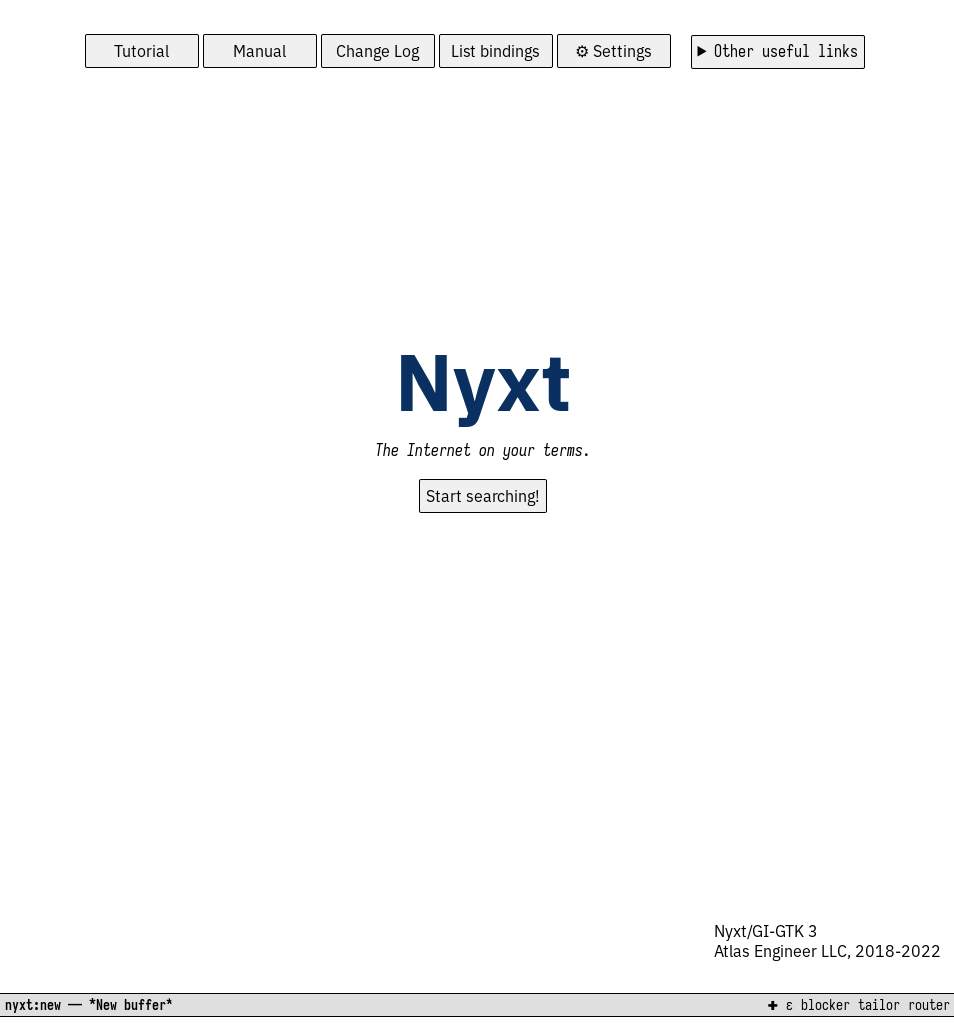 Tutorial Manual Change Log List bindings ⚙ Settings ▶ Other useful links
Nyxt
The Internet on your terms.
Start searching!
Nyxt/GI-GTK 3
Atlas Engineer LLC, 2018-2022
nyxt:new — *New buffer* ✚ ε blocker tailor router